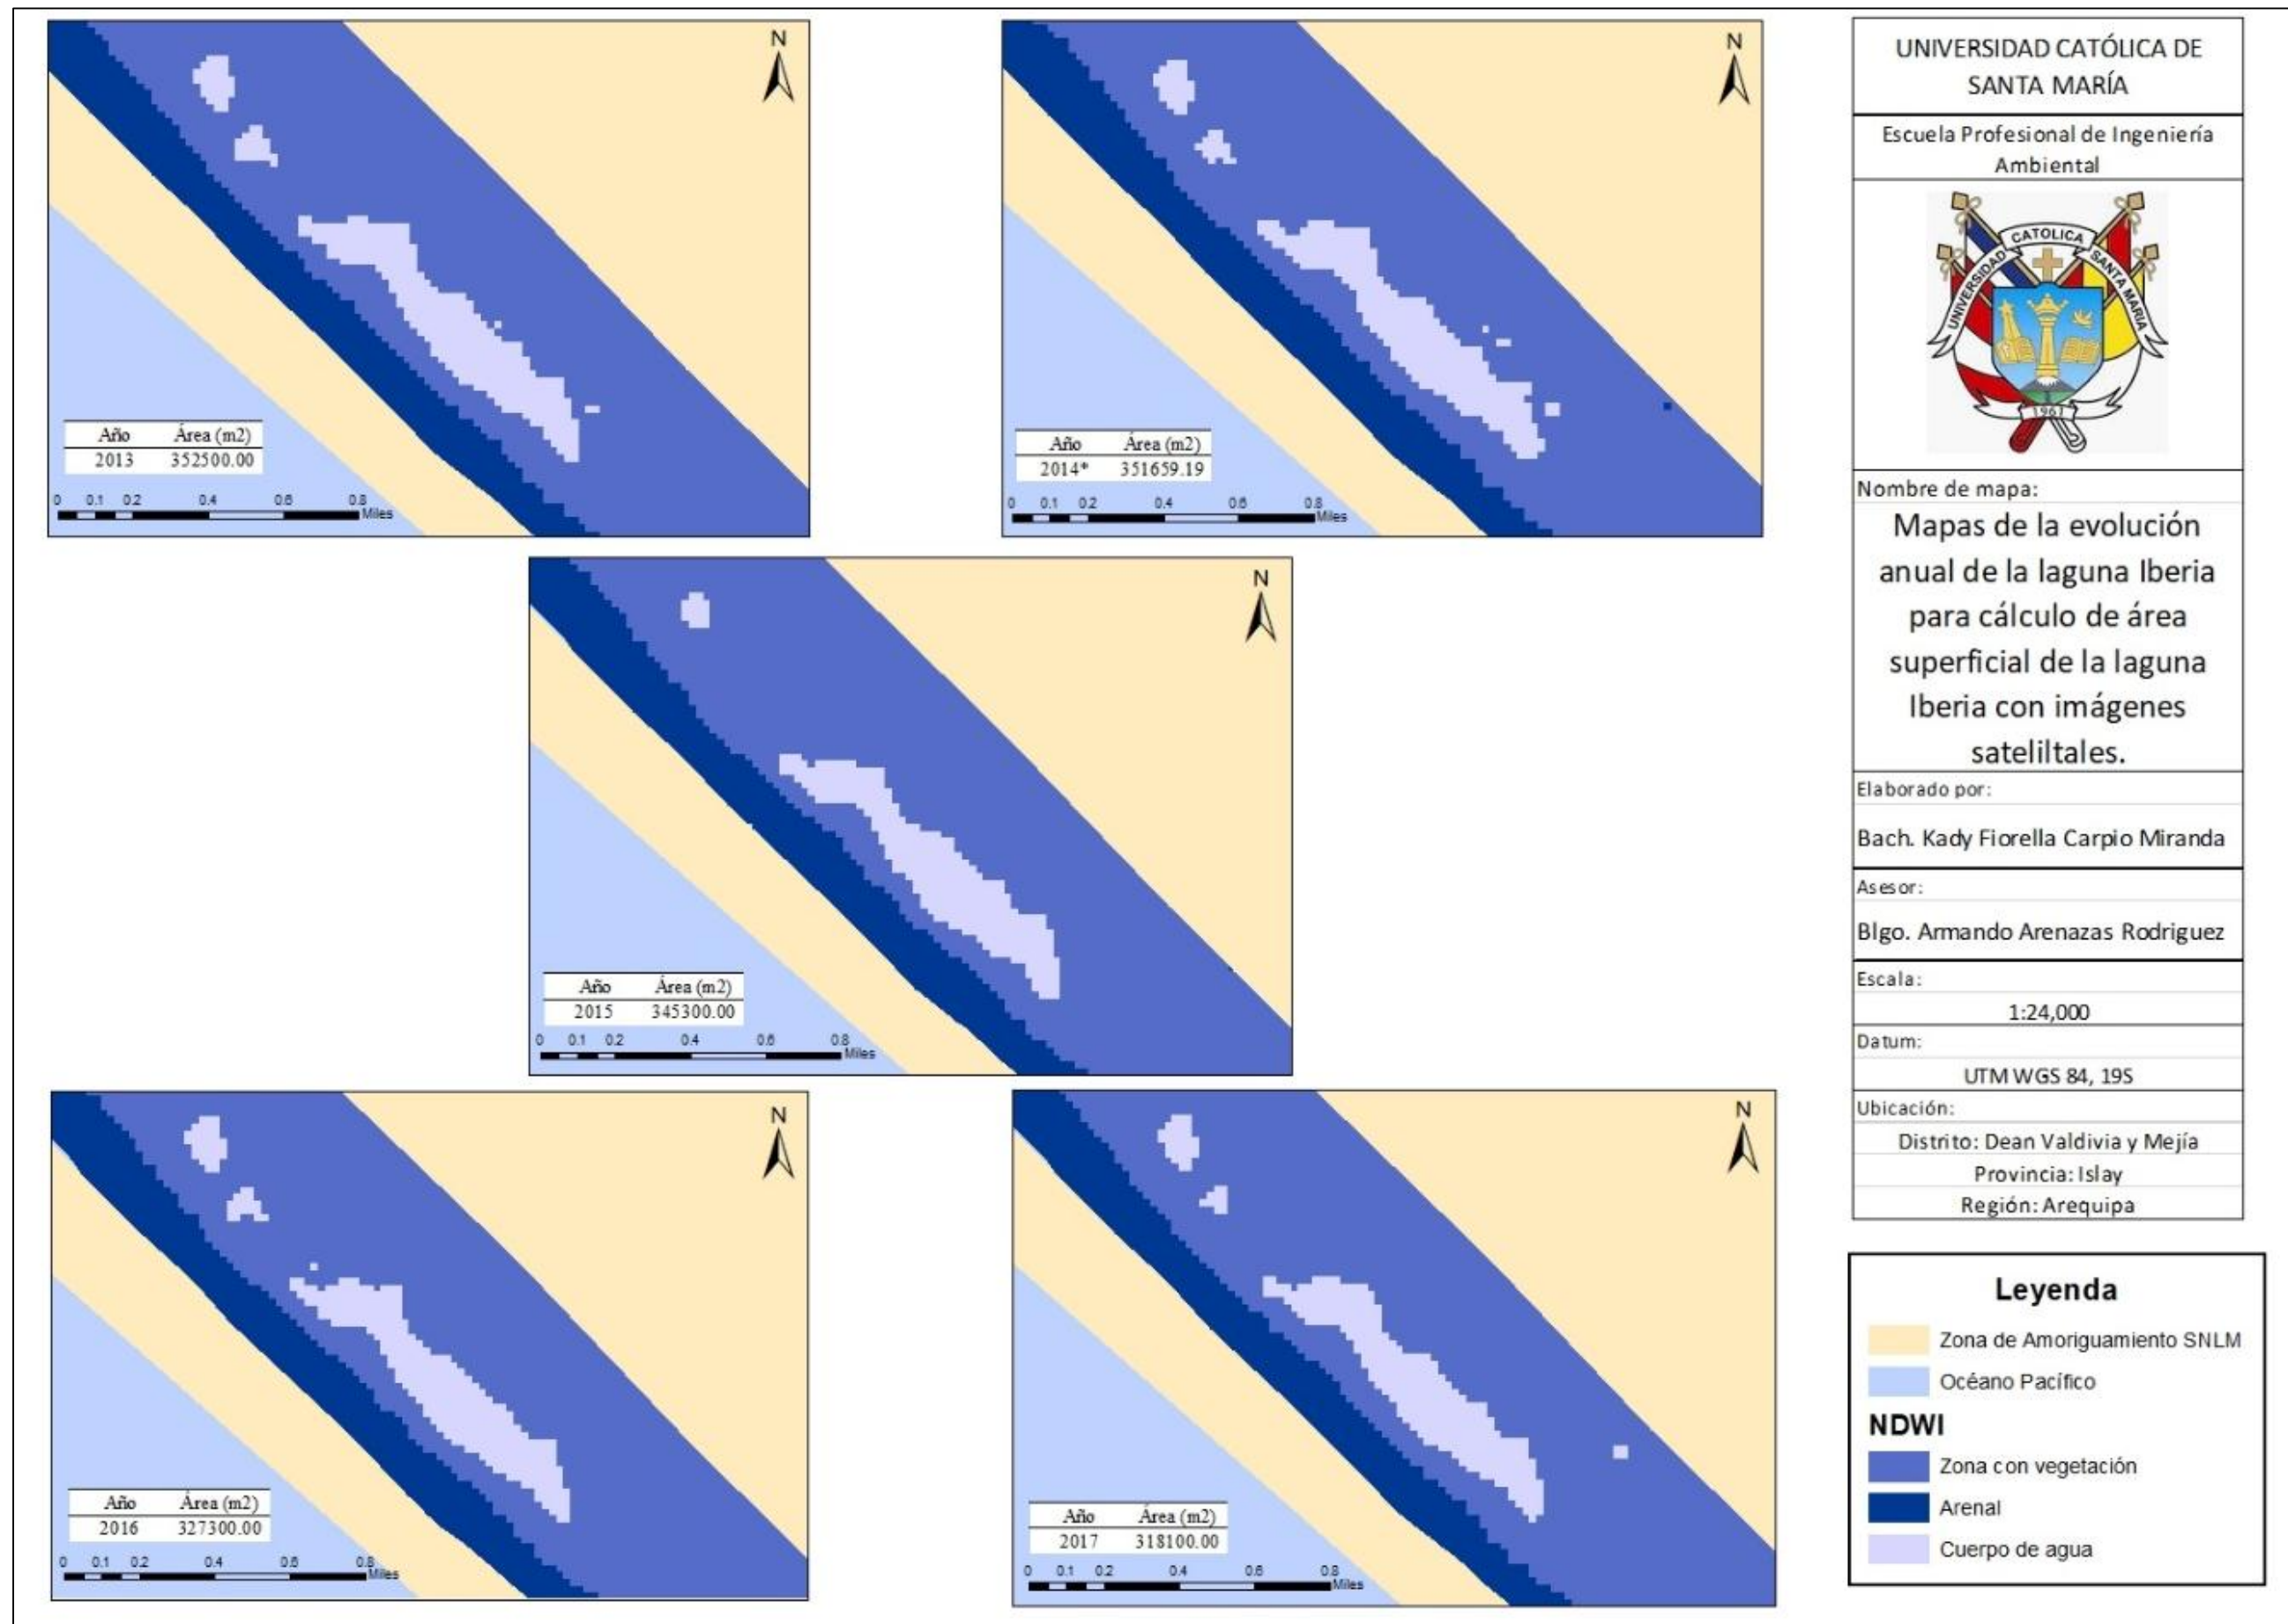 N
Año Área (m2)
2013 352500.00
0 0.1 0.2 0.4 0.6 0.8
Miles
N
Año Área (m2)
2014* 351659.19
0 0.1 0.2 0.4 0.6 0.8
Miles
N
Año Área (m2)
2015 345300.00
0 0.1 0.2 0.4 0.6 0.8
Miles
N
Año Área (m2)
2016 327300.00
0 0.1 0.2 0.4 0.6 0.8
Miles
N
Año Área (m2)
2017 318100.00
0 0.1 0.2 0.4 0.6 0.8
Miles
UNIVERSIDAD CATÓLICA DE
SANTA MARÍA
Escuela Profesional de Ingeniería
Ambiental
UNIVERSIDAD CATOLICA SANTA MARIA
1961
Nombre de mapa:
Mapas de la evolución
anual de la laguna Iberia
para cálculo de área
superficial de la laguna
Iberia con imágenes
sateliltales.
Elaborado por:
Bach. Kady Fiorella Carpio Miranda
Asesor:
Blgo. Armando Arenazas Rodriguez
Escala:
1:24,000
Datum:
UTM WGS 84, 19S
Ubicación:
Distrito: Dean Valdivia y Mejía
Provincia: Islay
Región: Arequipa
Leyenda
Zona de Amoriguamiento SNLM
Océano Pacífico
NDWI
Zona con vegetación
Arenal
Cuerpo de agua